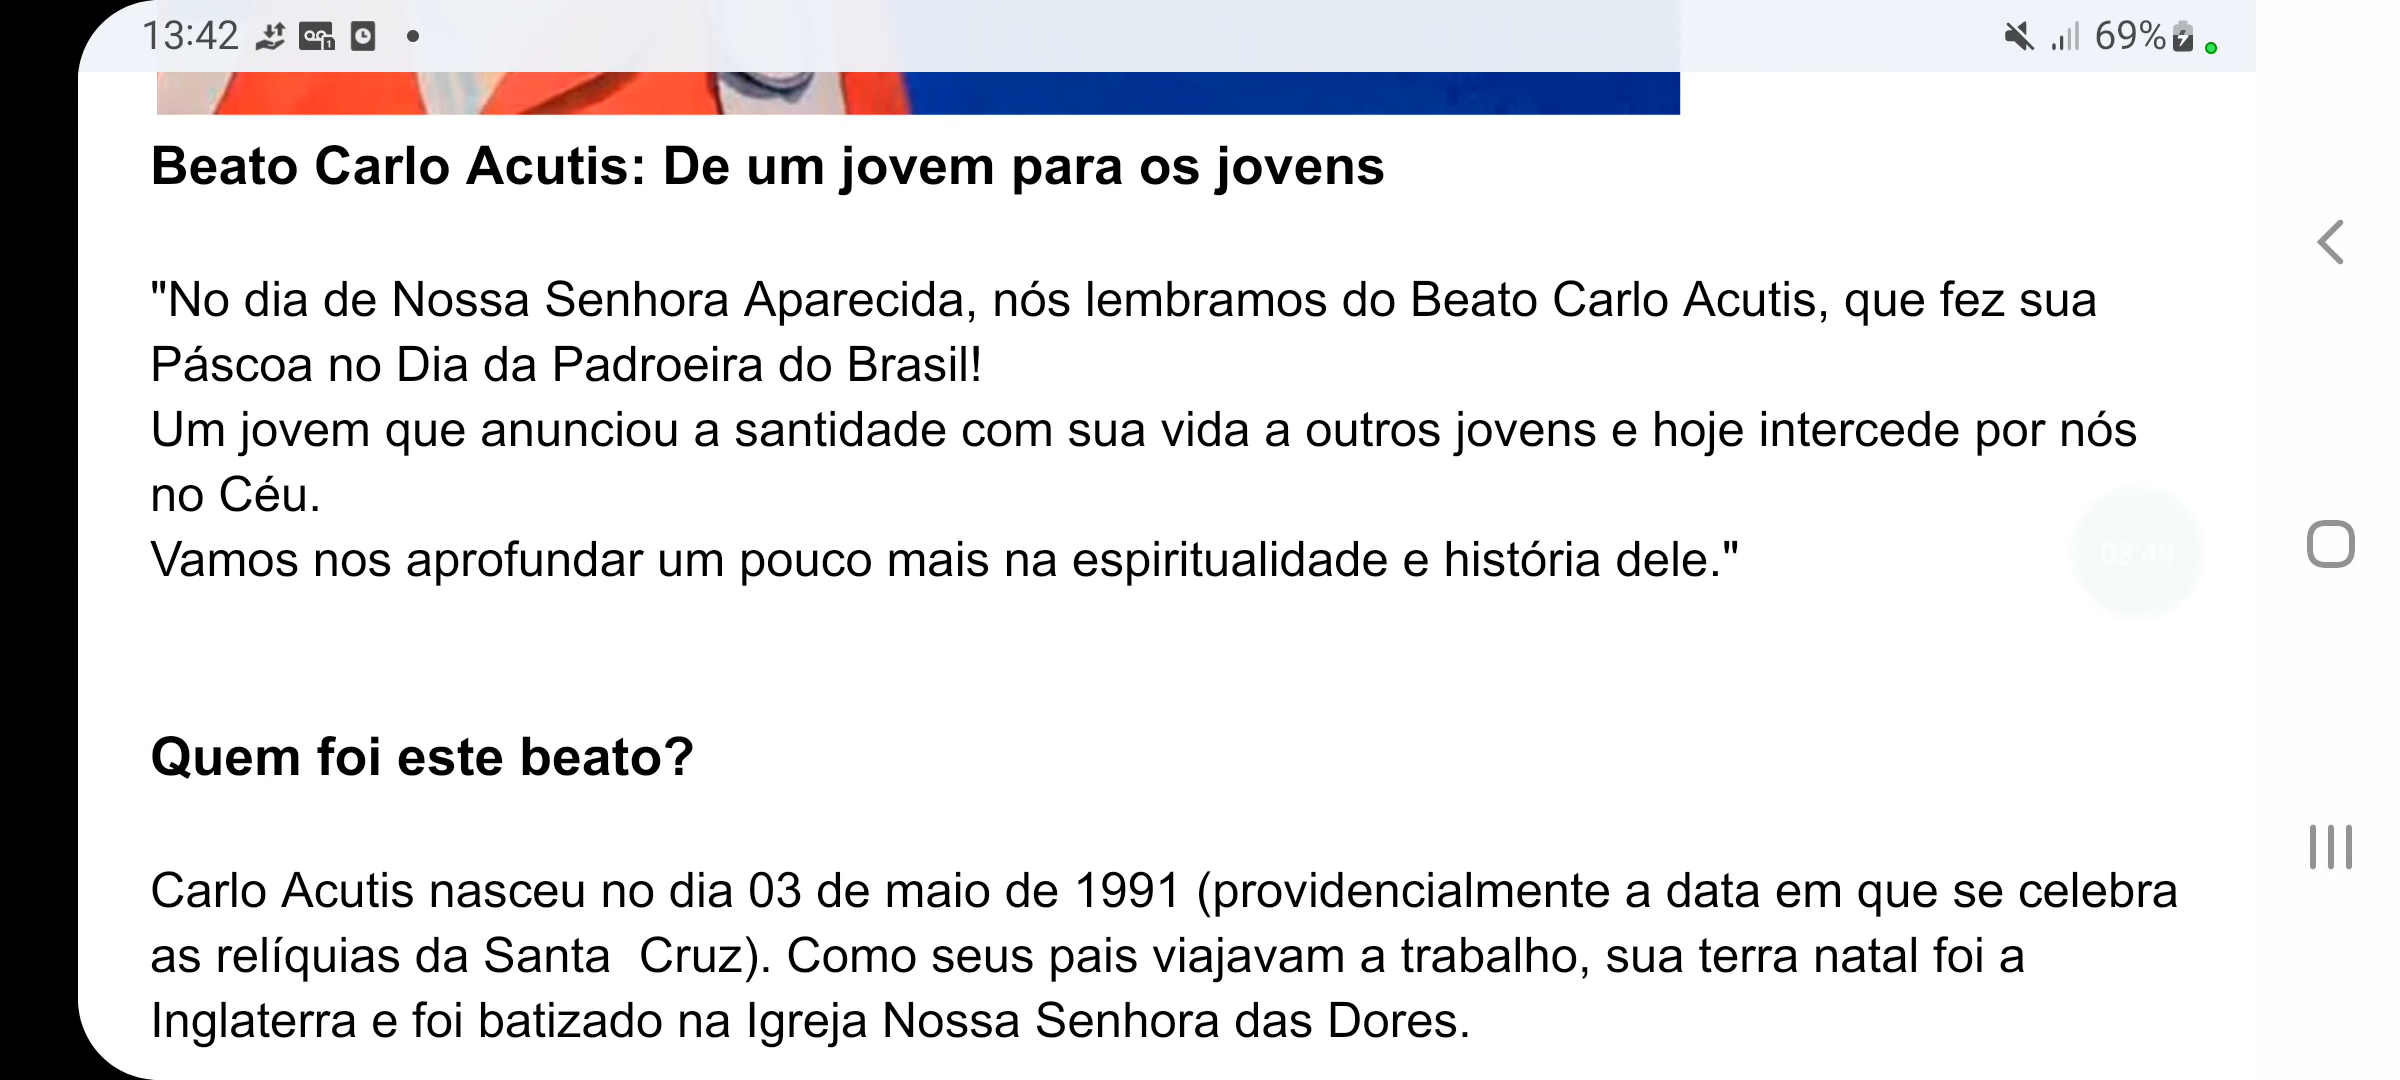 13:42
69%
Beato Carlo Acutis: De um jovem para os jovens
"No dia de Nossa Senhora Aparecida, nós lembramos do Beato Carlo Acutis, que fez sua
Páscoa no Dia da Padroeira do Brasil!
Um jovem que anunciou a santidade com sua vida a outros jovens e hoje intercede por nós
no Céu.
03:49
Vamos nos aprofundar um pouco mais na espiritualidade e história dele."
Quem foi este beato?
Carlo Acutis nasceu no dia 03 de maio de 1991 (providencialmente a data em que se celebra
as relíquias da Santa  Cruz). Como seus pais viajavam a trabalho, sua terra natal foi a
Inglaterra e foi batizado na Igreja Nossa Senhora das Dores.